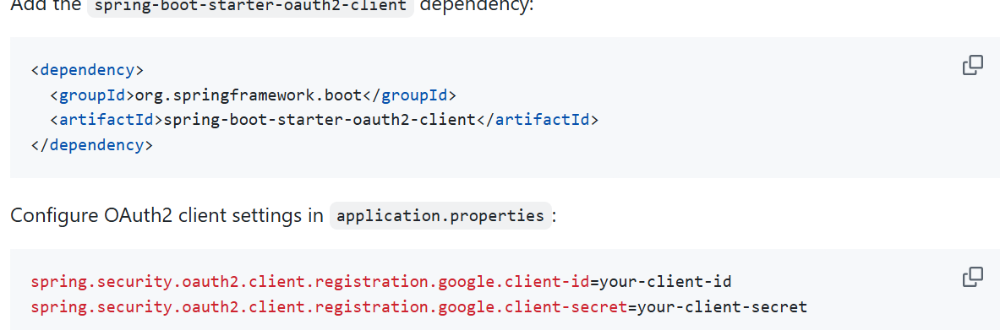 Add the spring-boot-starter-oauth2-client dependency:
<dependency>
  <groupId>org.springframework.boot</groupId>
  <artifactId>spring-boot-starter-oauth2-client</artifactId>
</dependency>
Configure OAuth2 client settings in application.properties:
spring.security.oauth2.client.registration.google.client-id=your-client-id
spring.security.oauth2.client.registration.google.client-secret=your-client-secret